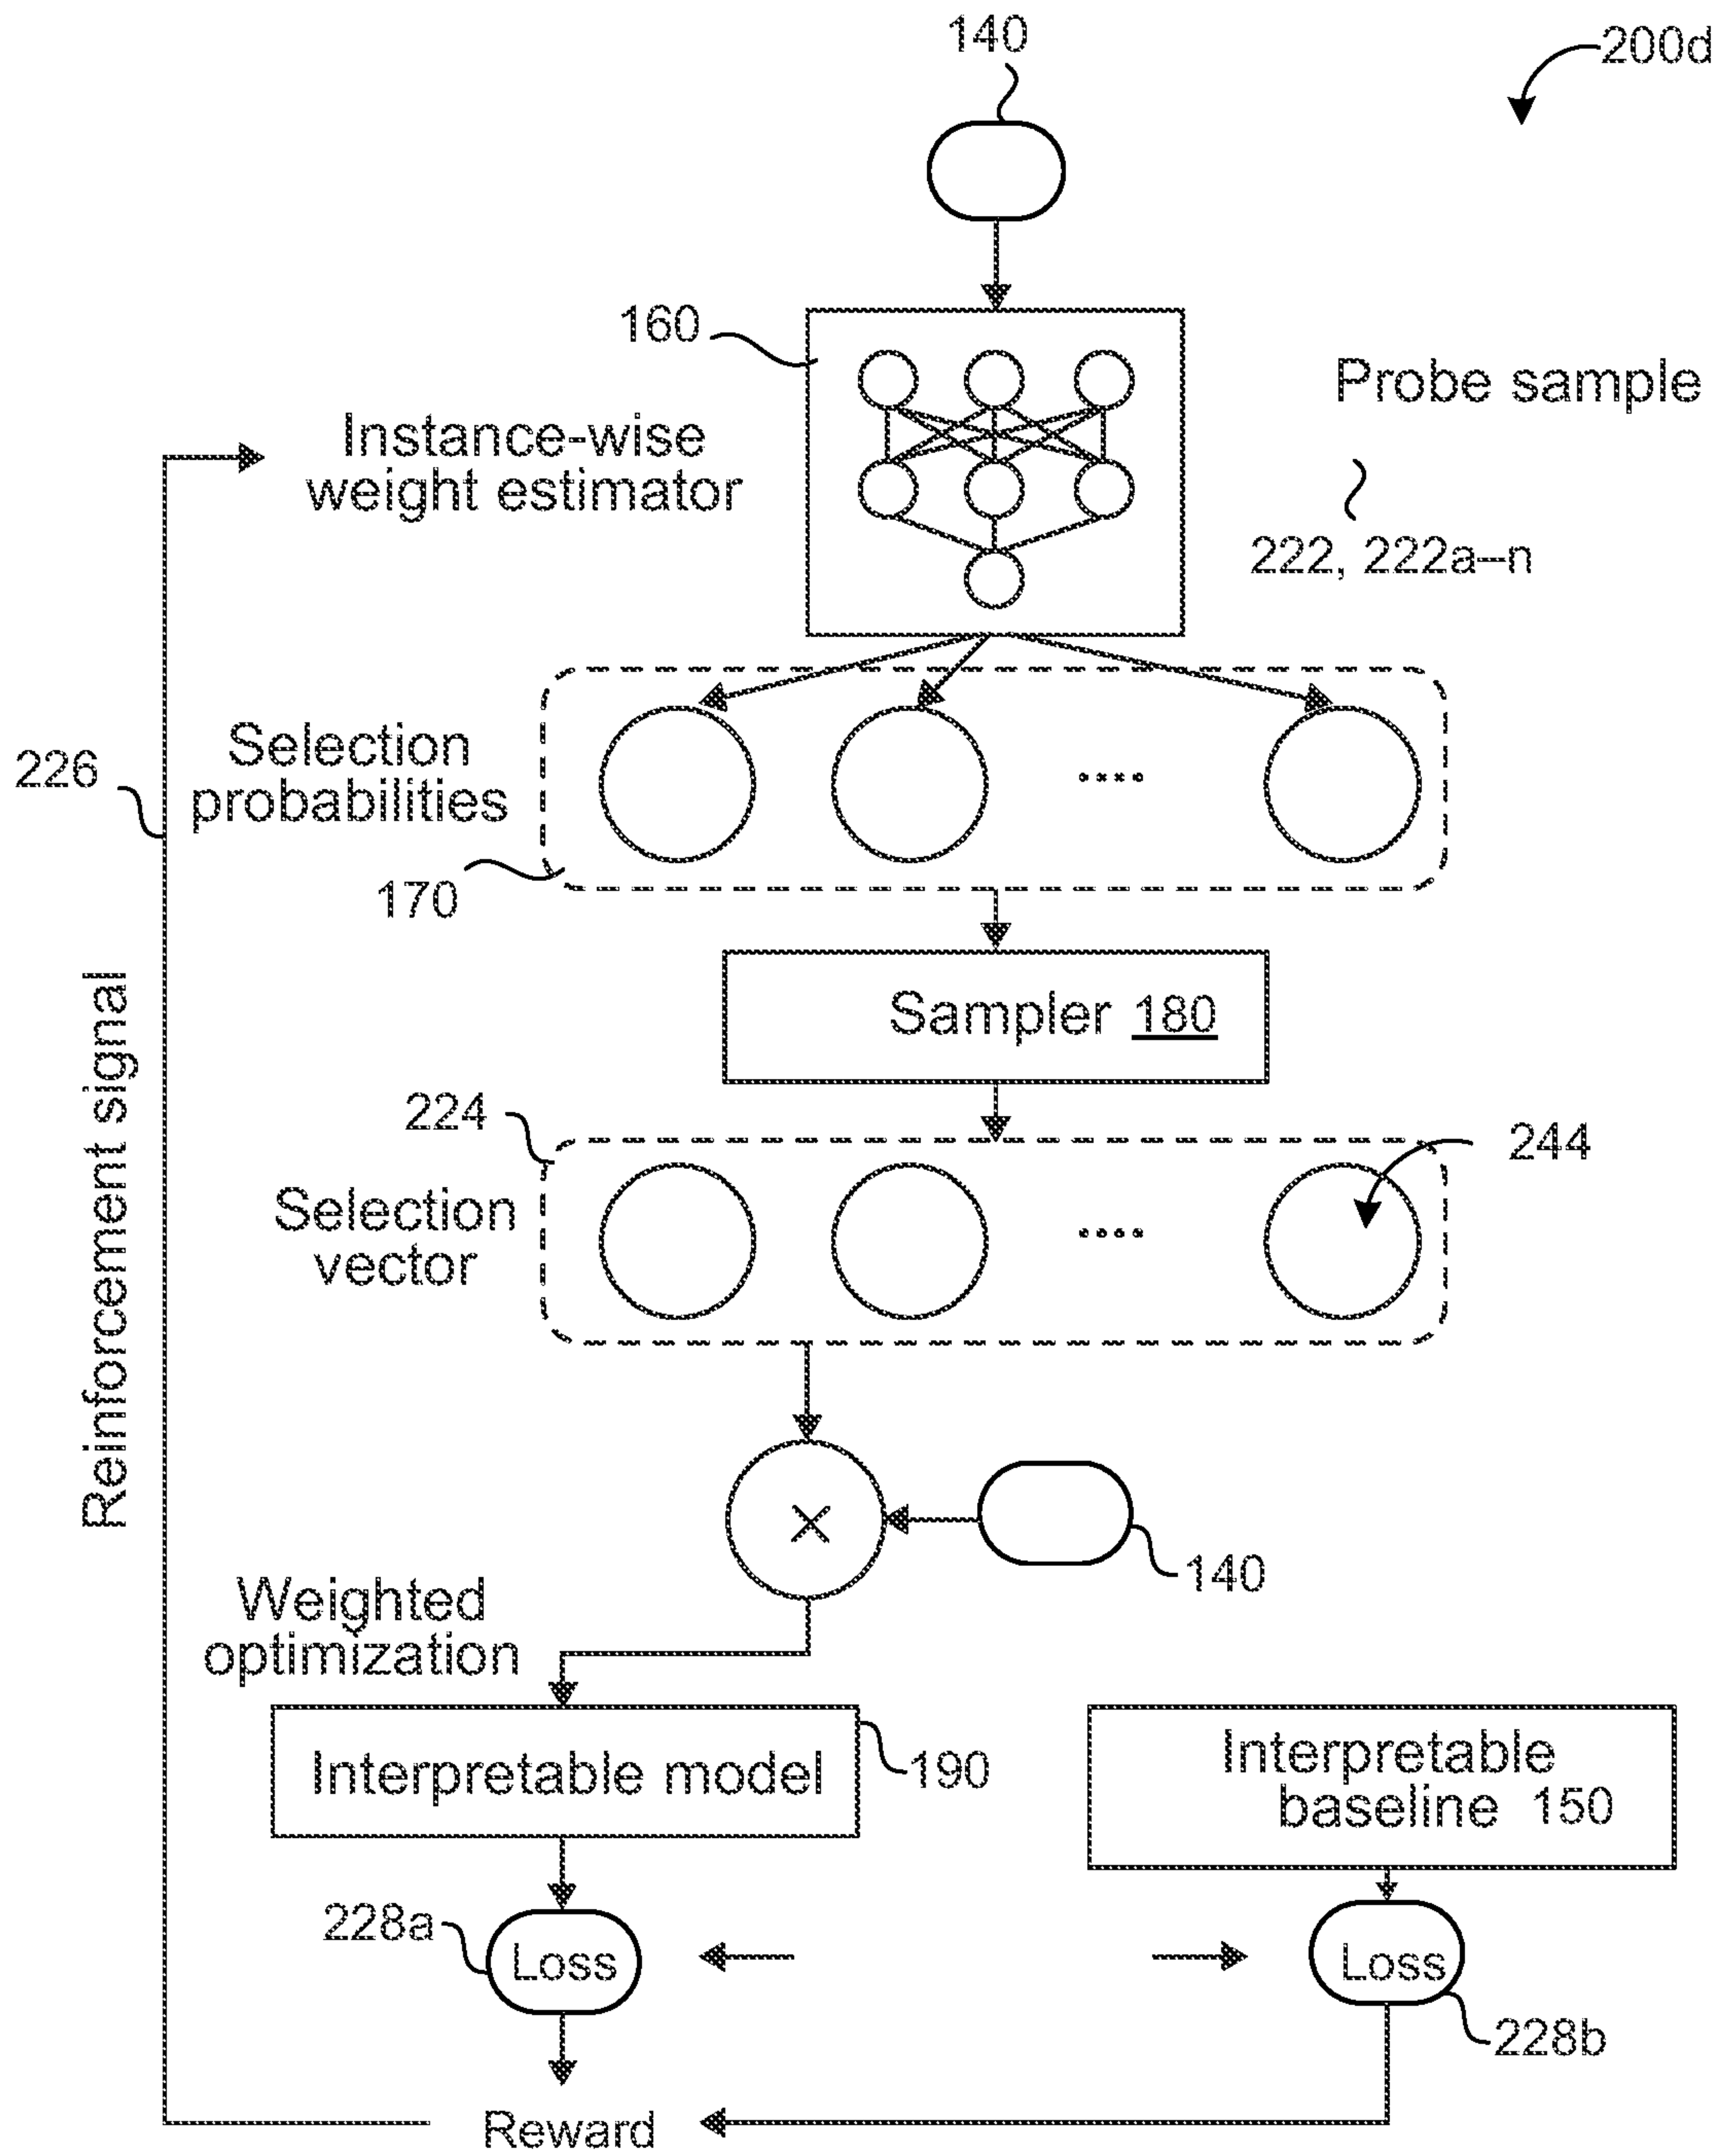 140
200d
160
Probe sample
Instance-wise
weight estimator
222, 222a–n
Selection
probabilities
226
170
Sampler 180
Reinforcement signal
224
244
Selection
vector
×
140
Weighted
optimization
Interpretable model
190
Interpretable
baseline 150
228a
Loss
Loss
228b
Reward